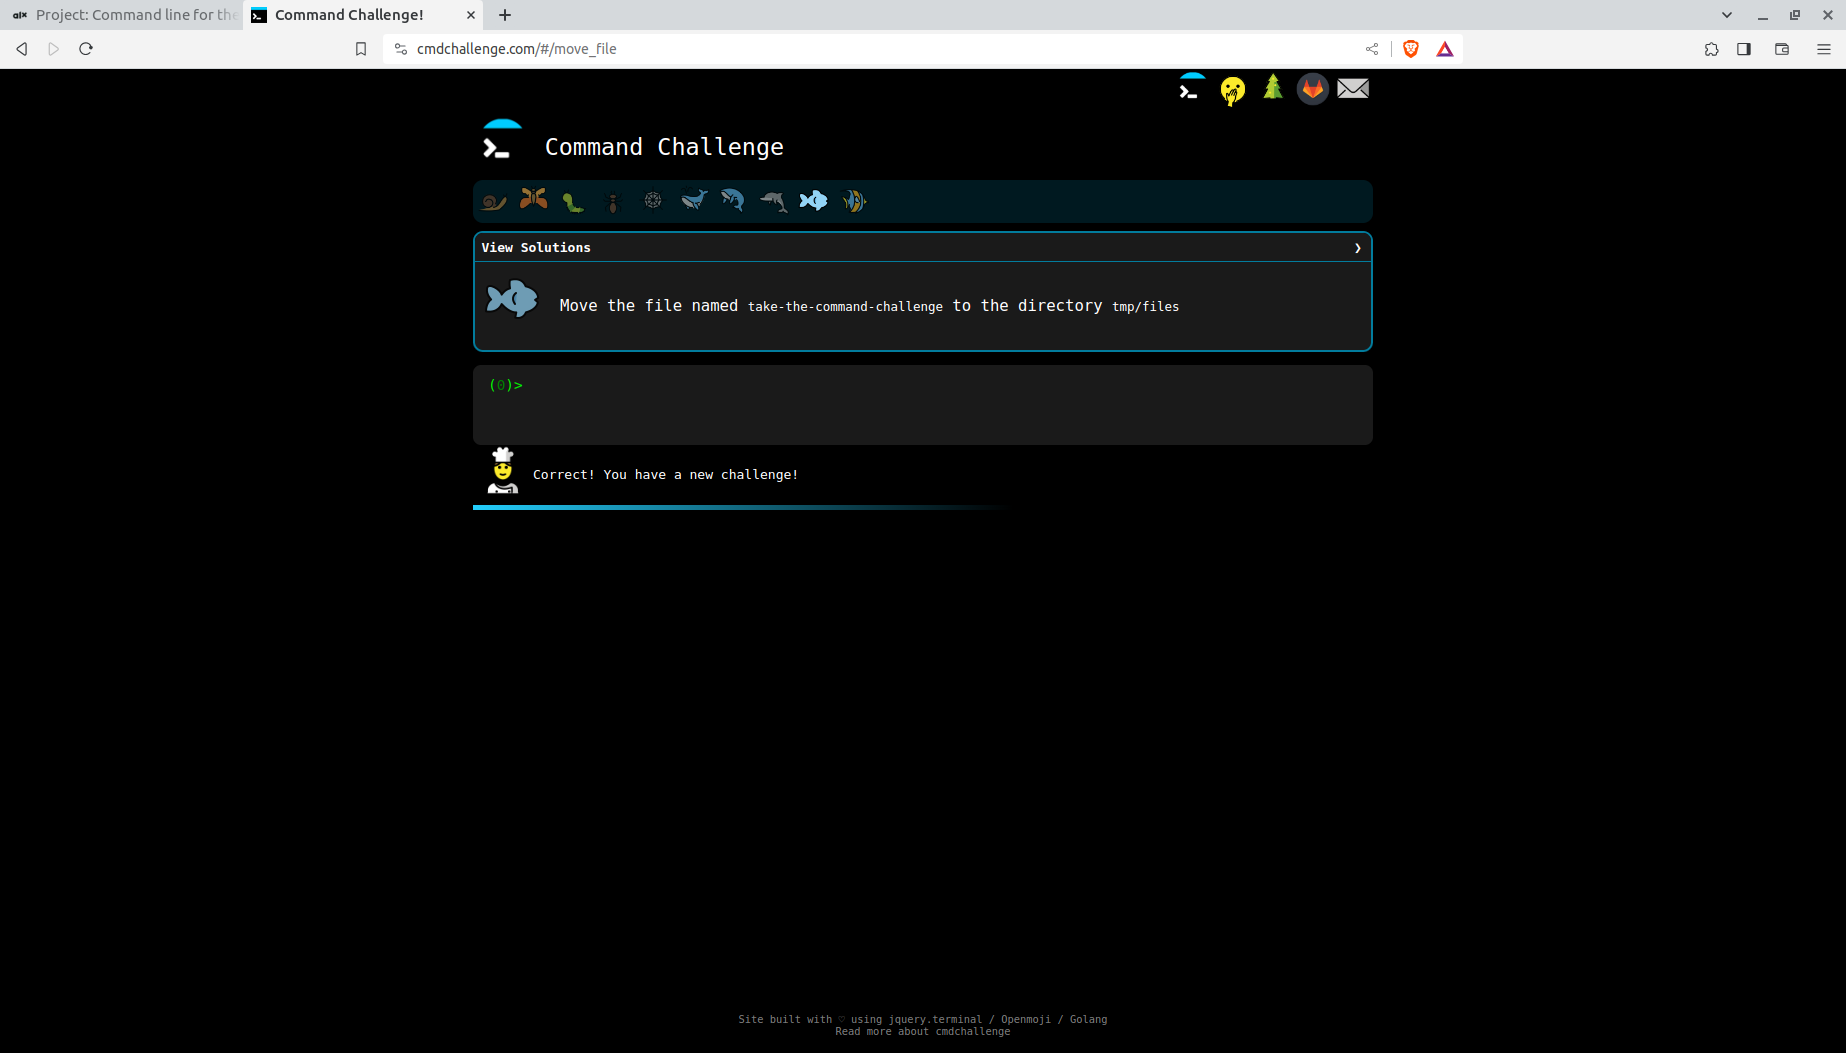 Project: Command line for the
Command Challenge!
cmdchallenge.com/#/move_file
Command Challenge
View Solutions
Move the file named take-the-command-challenge to the directory tmp/files
(0)>
Correct! You have a new challenge!
Site built with ♡ using jquery.terminal / Openmoji / Golang
Read more about cmdchallenge